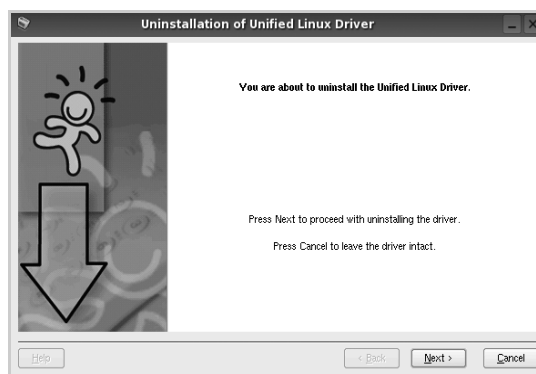 Uninstallation of Unified Linux Driver
You are about to uninstall the Unified Linux Driver.
Press Next to proceed with uninstalling the driver.
Press Cancel to leave the driver intact.
Help
< Back
Next >
Cancel